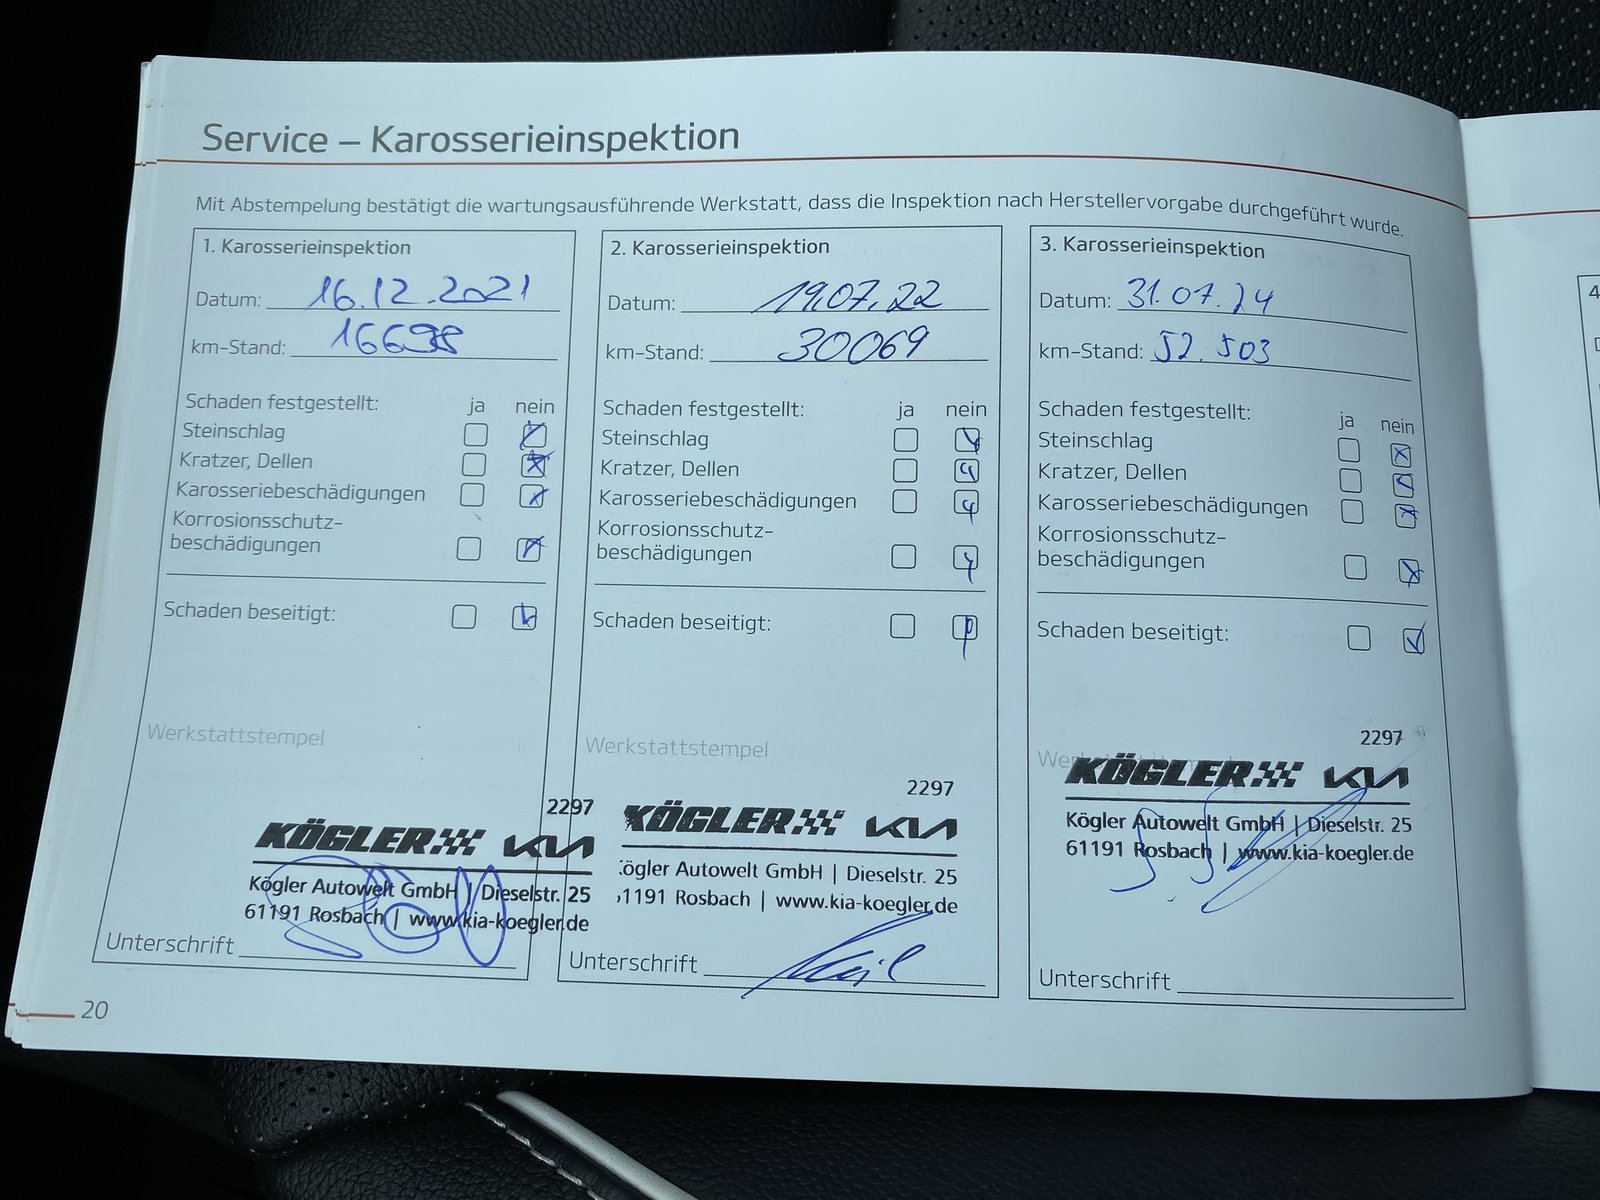 Service – Karosserieinspektion
Mit Abstempelung bestätigt die wartungsausführende Werkstatt, dass die Inspektion nach Herstellervorgabe durchgeführt wurde.
1. Karosserieinspektion
Datum: 16.12.2021
km-Stand: 16698
Schaden festgestellt: ja nein
Steinschlag
Kratzer, Dellen
Karosseriebeschädigungen
Korrosionsschutz-
beschädigungen
Schaden beseitigt:
Werkstattstempel
2297
KÖGLER KIA
Kögler Autowelt GmbH | Dieselstr. 25
61191 Rosbach | www.kia-koegler.de
Unterschrift
2. Karosserieinspektion
Datum: 19.07.22
km-Stand: 30069
Schaden festgestellt: ja nein
Steinschlag
Kratzer, Dellen
Karosseriebeschädigungen
Korrosionsschutz-
beschädigungen
Schaden beseitigt:
Werkstattstempel
2297
KÖGLER KIA
ögler Autowelt GmbH | Dieselstr. 25
1191 Rosbach | www.kia-koegler.de
Unterschrift
3. Karosserieinspektion
Datum: 31.07.24
km-Stand: 52.503
Schaden festgestellt: ja nein
Steinschlag
Kratzer, Dellen
Karosseriebeschädigungen
Korrosionsschutz-
beschädigungen
Schaden beseitigt:
2297
KÖGLER KIA
Kögler Autowelt GmbH | Dieselstr. 25
61191 Rosbach | www.kia-koegler.de
Unterschrift
20
4